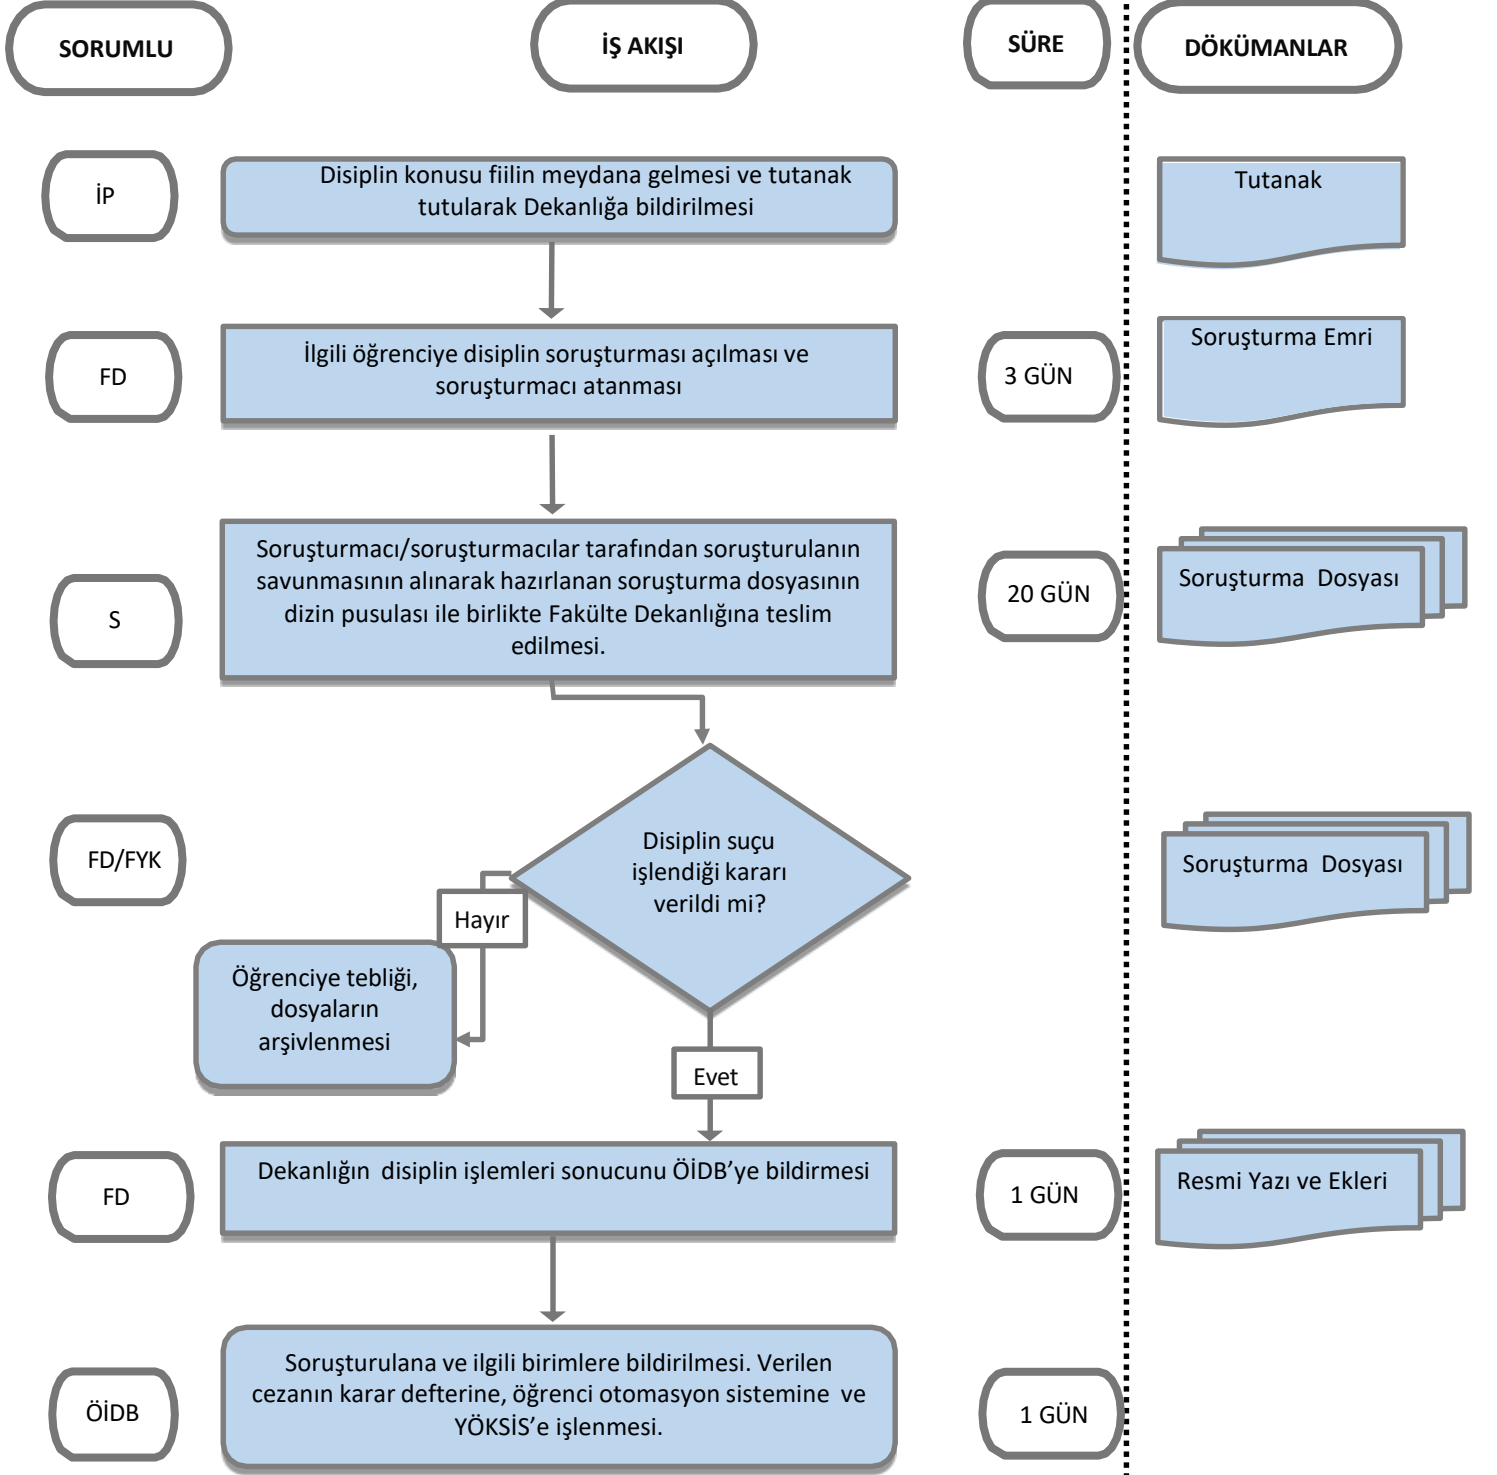 SORUMLU
İŞ AKIŞI
SÜRE
DÖKÜMANLAR
İP
Disiplin konusu fiilin meydana gelmesi ve tutanak
tutularak Dekanlığa bildirilmesi
Tutanak
FD
İlgili öğrenciye disiplin soruşturması açılması ve
soruşturmacı atanması
3 GÜN
Soruşturma Emri
S
Soruşturmacı/soruşturmacılar tarafından soruşturulanın
savunmasının alınarak hazırlanan soruşturma dosyasının
dizin pusulası ile birlikte Fakülte Dekanlığına teslim
edilmesi.
20 GÜN
Soruşturma Dosyası
FD/FYK
Disiplin suçu
işlendiği kararı
verildi mi?
Soruşturma Dosyası
Hayır
Öğrenciye tebliği,
dosyaların
arşivlenmesi
Evet
FD
Dekanlığın disiplin işlemleri sonucunu ÖİDB’ye bildirmesi
1 GÜN
Resmi Yazı ve Ekleri
ÖİDB
Soruşturulana ve ilgili birimlere bildirilmesi. Verilen
cezanın karar defterine, öğrenci otomasyon sistemine ve
YÖKSİS’e işlenmesi.
1 GÜN